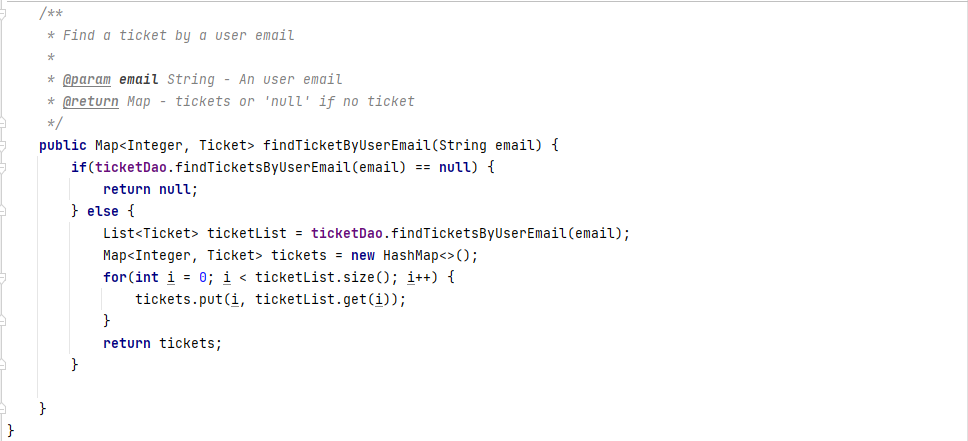 /**
 * Find a ticket by a user email
 *
 * @param email String - An user email
 * @return Map - tickets or 'null' if no ticket
 */
public Map<Integer, Ticket> findTicketByUserEmail(String email) {
if(ticketDao.findTicketsByUserEmail(email) == null) {
return null;
} else {
List<Ticket> ticketList = ticketDao.findTicketsByUserEmail(email);
Map<Integer, Ticket> tickets = new HashMap<>();
for(int i = 0; i < ticketList.size(); i++) {
tickets.put(i, ticketList.get(i));
}
return tickets;
}
}
}